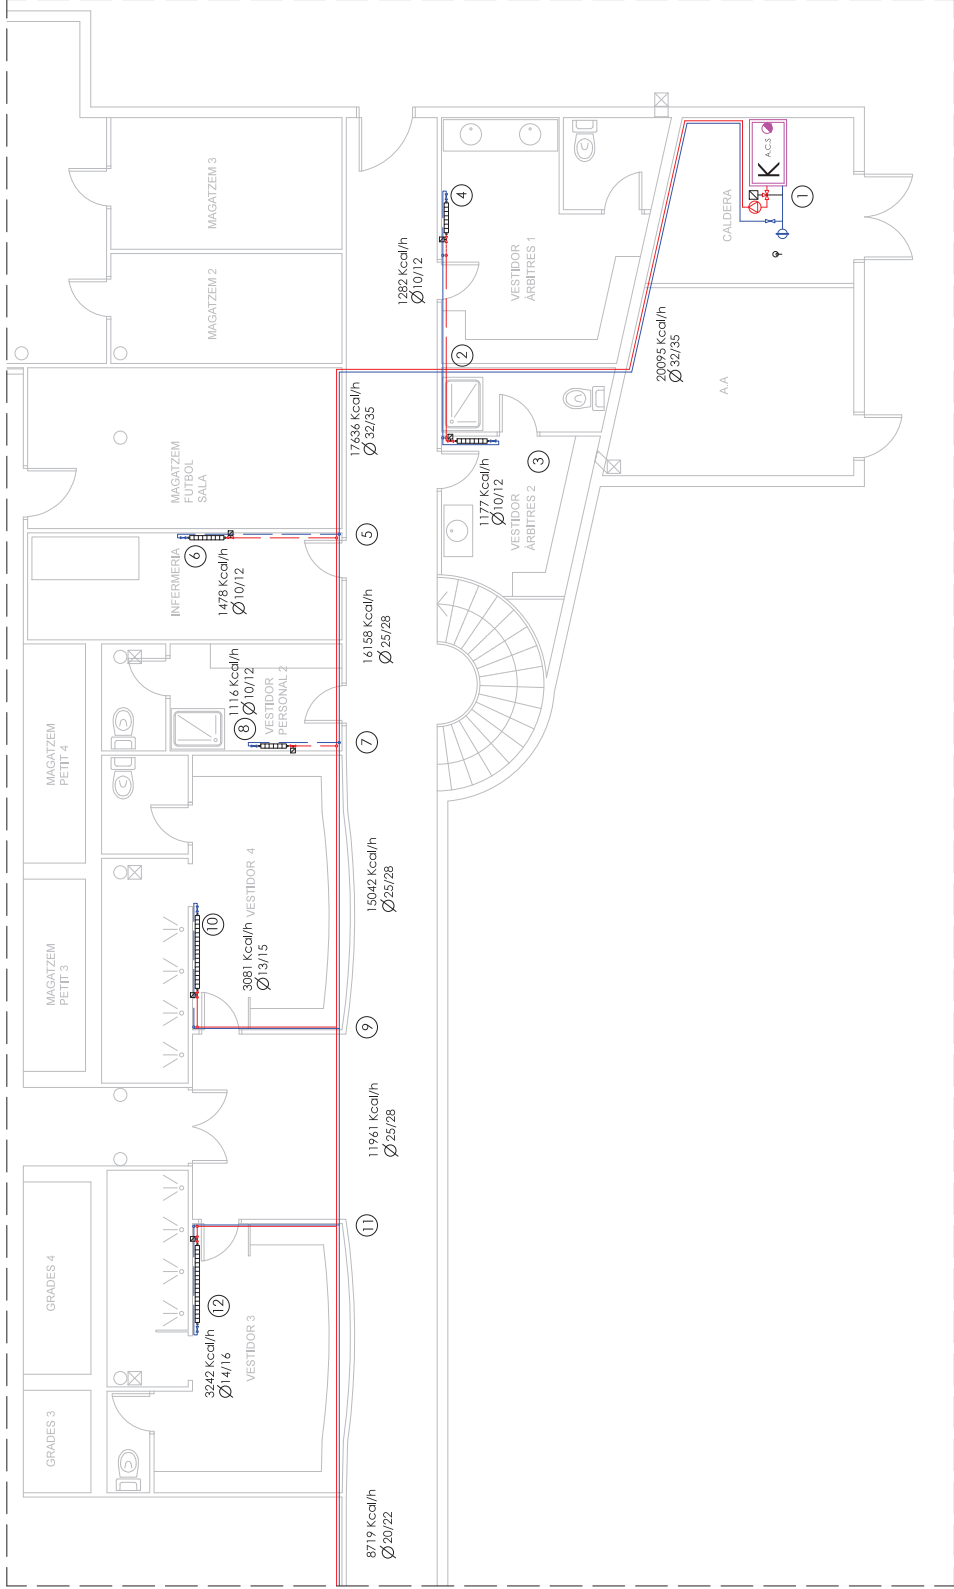 MAGATZEM 3
MAGATZEM 2
MAGATZEM
FUTBOL
SALA
INFERMERIA
6
1478 Kcal/h
Ø10/12
5
17636 Kcal/h
Ø 32/35
1282 Kcal/h
Ø10/12
4
VESTIDOR
ÀRBITRES 1
2
1177 Kcal/h
Ø10/12
3
VESTIDOR
ÀRBITRES 2
CALDERA
K
A.C.S
1
20095 Kcal/h
Ø 32/35
A.A
16158 Kcal/h
Ø 25/28
MAGATZEM
PETIT 4
1116 Kcal/h
Ø10/12
8
VESTIDOR
PERSONAL 2
7
MAGATZEM
PETIT 3
10
VESTIDOR 4
3081 Kcal/h
Ø13/15
15042 Kcal/h
Ø25/28
9
11961 Kcal/h
Ø25/28
11
GRADES 4
12
3242 Kcal/h
Ø14/16
VESTIDOR 3
GRADES 3
8719 Kcal/h
Ø20/22